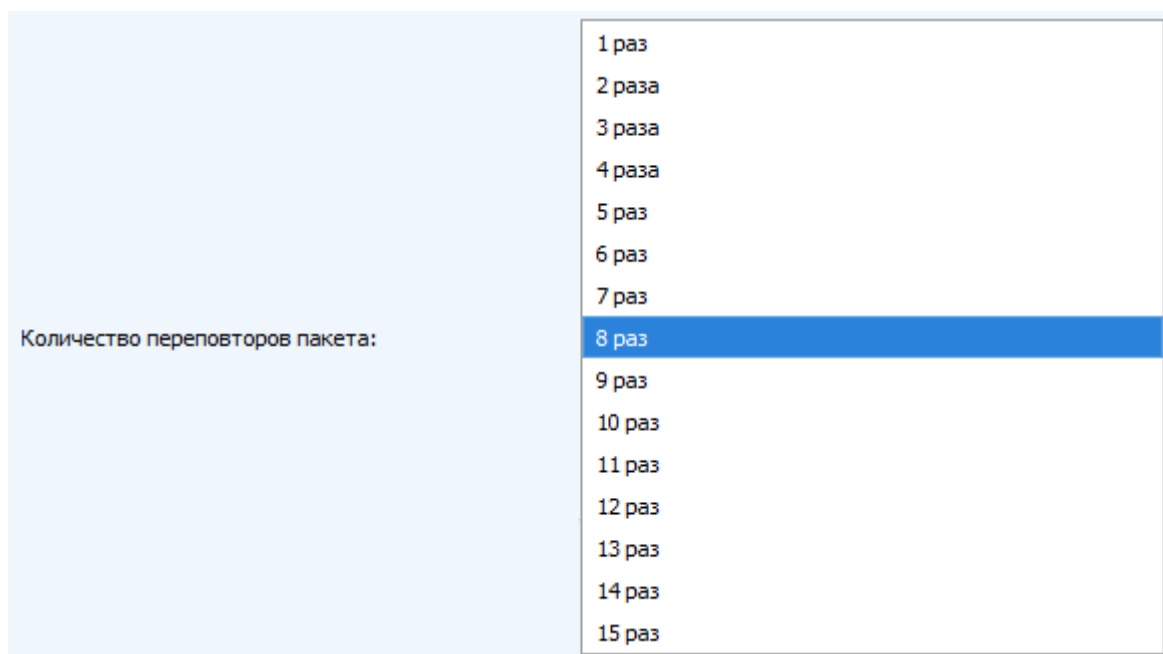 1 раз
2 раза
3 раза
4 раза
5 раз
6 раз
7 раз
Количество переповторов пакета:
8 раз
9 раз
10 раз
11 раз
12 раз
13 раз
14 раз
15 раз